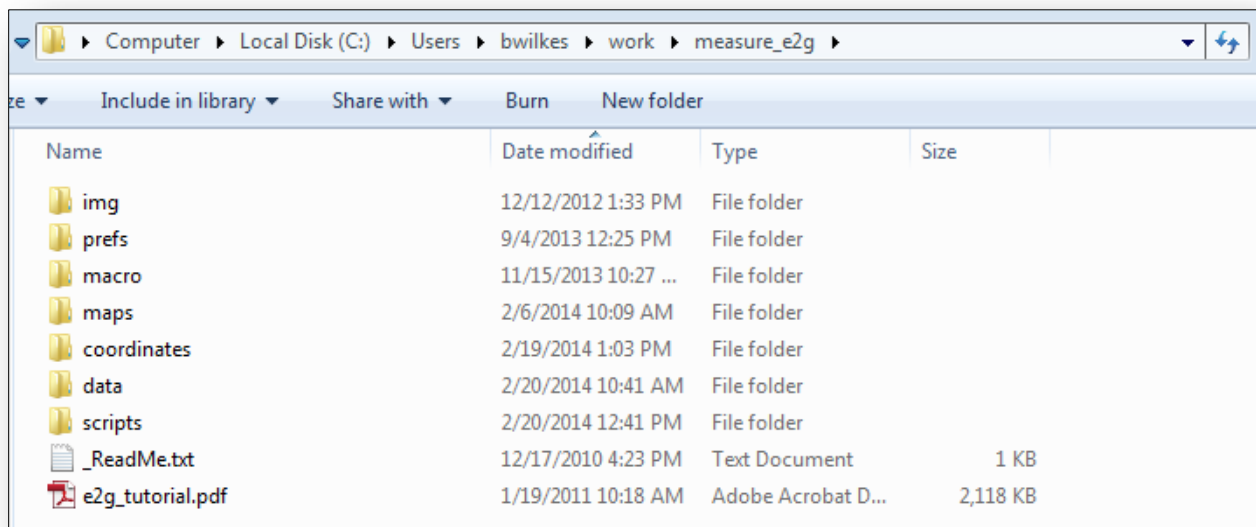 Computer Local Disk (C:) Users bwilkes work measure_e2g
ze Include in library Share with Burn New folder
Name Date modified Type Size
img 12/12/2012 1:33 PM File folder
prefs 9/4/2013 12:25 PM File folder
macro 11/15/2013 10:27 ... File folder
maps 2/6/2014 10:09 AM File folder
coordinates 2/19/2014 1:03 PM File folder
data 2/20/2014 10:41 AM File folder
scripts 2/20/2014 12:41 PM File folder
_ReadMe.txt 12/17/2010 4:23 PM Text Document 1 KB
e2g_tutorial.pdf 1/19/2011 10:18 AM Adobe Acrobat D... 2,118 KB